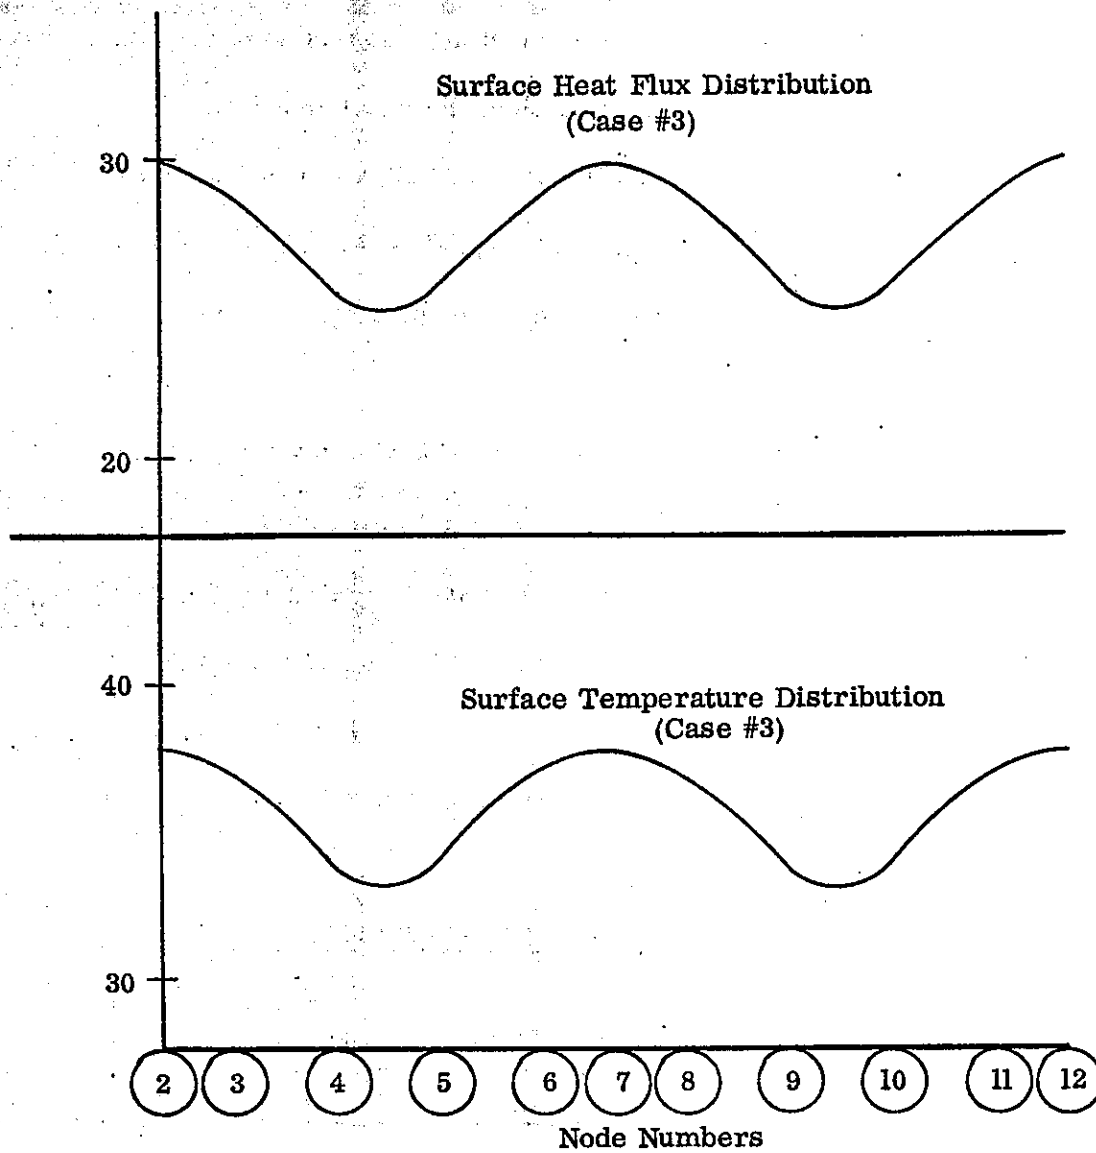 Surface Heat Flux Distribution
(Case #3)
30
20
40
Surface Temperature Distribution
(Case #3)
30
2 3 4 5 6 7 8 9 10 11 12
Node Numbers